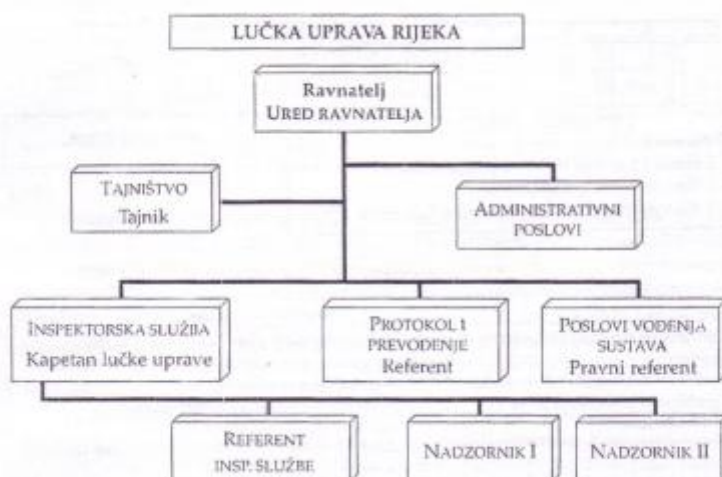 LUČKA UPRAVA RIJEKA
Ravnatelj
URED RAVNATELJA
TAJNIŠTVO
Tajnik
ADMINISTRATIVNI
POSLOVI
INSPEKTORSKA SLUŽBA
Kapetan lučke uprave
PROTOKOL I
PREVOĐENJE
Referent
POSLOVI VOĐENJA
SUSTAVA
Pravni referent
REFERENT
INSP. SLUŽBE
NADZORNIK I
NADZORNIK II